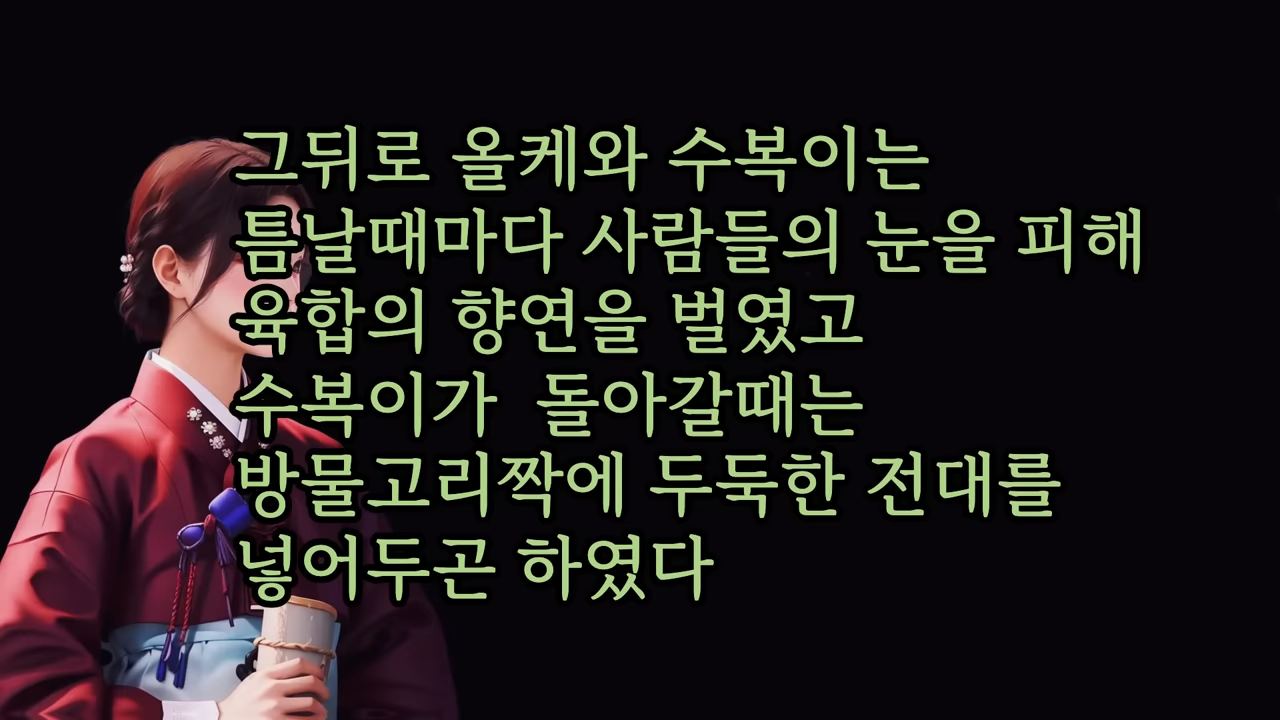 그뒤로 올케와 수복이는
틈날때마다 사람들의 눈을 피해
육합의 향연을 벌였고
수복이가 돌아갈때는
방물고리짝에 두둑한 전대를
넣어두곤 하였다